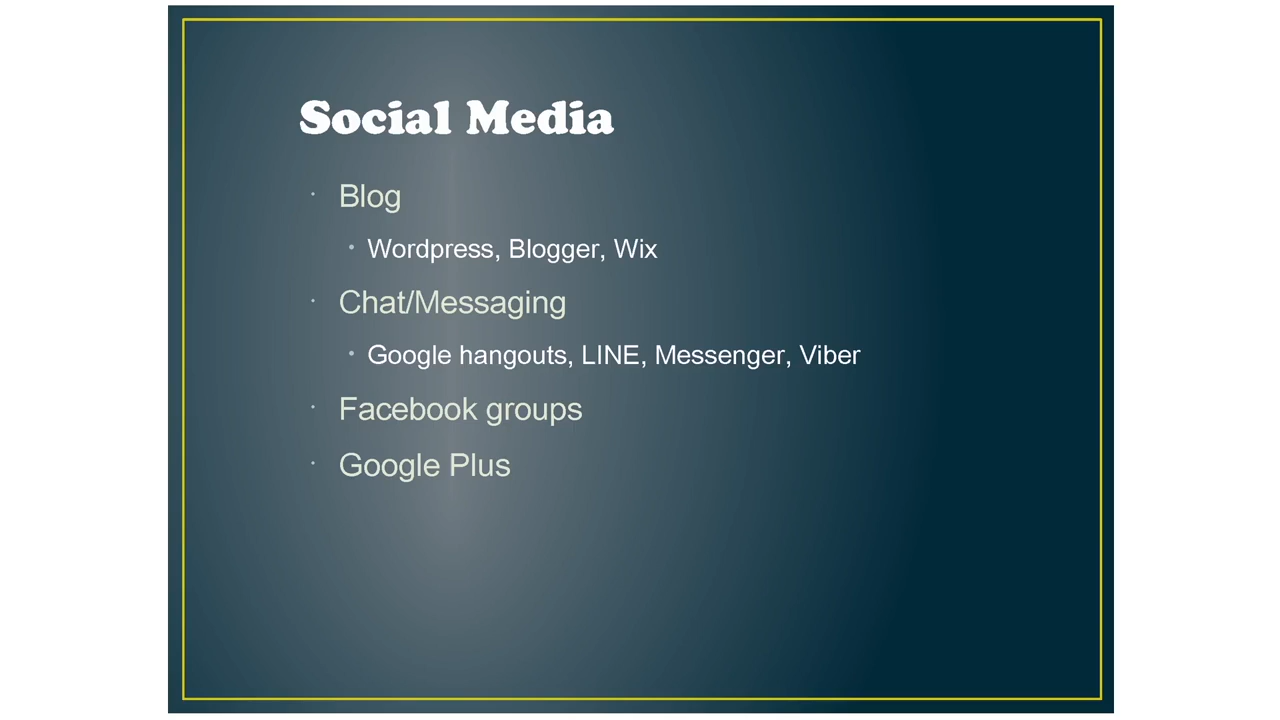 Social Media
Blog
Wordpress, Blogger, Wix
Chat/Messaging
Google hangouts, LINE, Messenger, Viber
Facebook groups
Google Plus